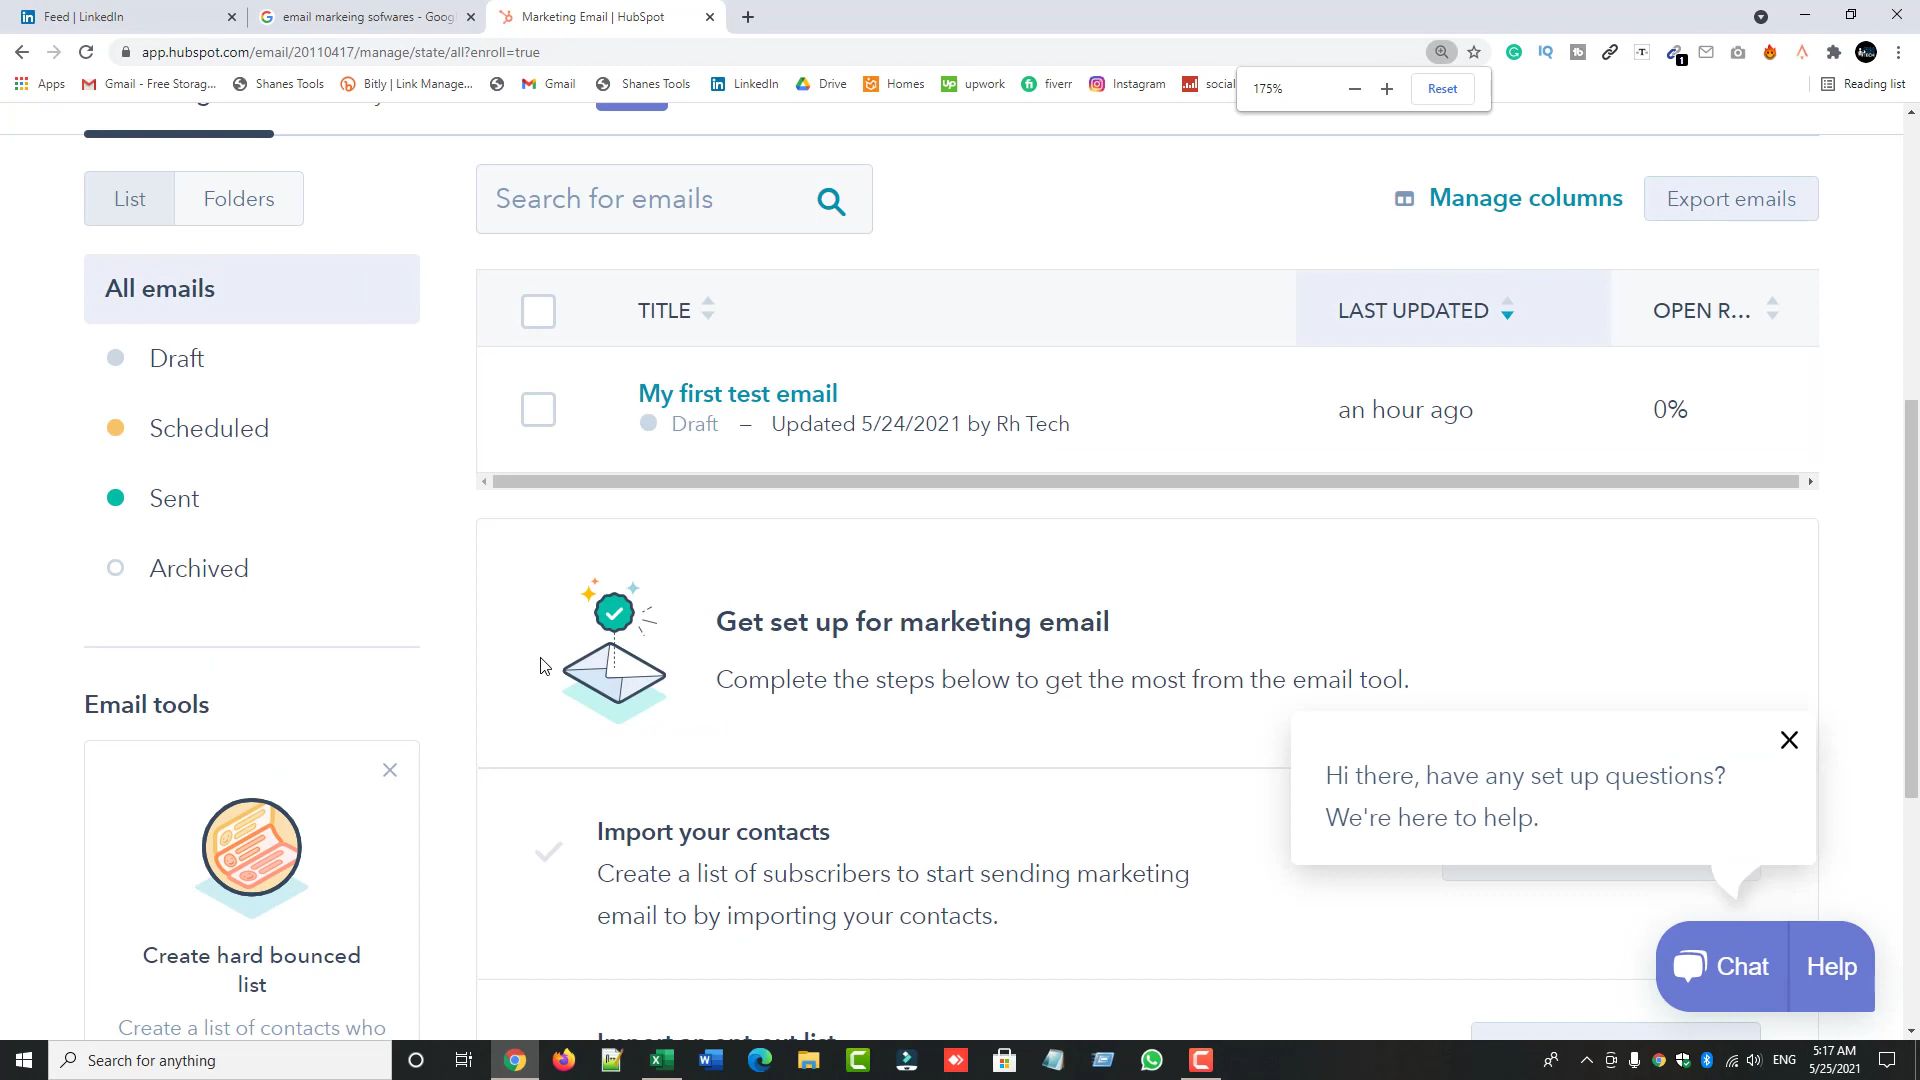 Feed | LinkedIn
email markeing sofwares - Goog
Marketing Email | HubSpot
app.hubspot.com/email/20110417/manage/state/all?enroll=true
Apps
Gmail - Free Storag...
Shanes Tools
Bitly | Link Manage...
Gmail
Shanes Tools
LinkedIn
Drive
Homes
upwork
fiverr
Instagram
social
Reading list
175%
Reset
List
Folders
Search for emails
Manage columns
Export emails
All emails
Draft
Scheduled
Sent
Archived
TITLE
LAST UPDATED
OPEN R...
My first test email
Draft – Updated 5/24/2021 by Rh Tech
an hour ago
0%
Get set up for marketing email
Complete the steps below to get the most from the email tool.
Email tools
Create hard bounced
list
Create a list of contacts who
Import your contacts
Create a list of subscribers to start sending marketing
email to by importing your contacts.
Hi there, have any set up questions?
We're here to help.
Chat
Help
Search for anything
ENG
5:17 AM
5/25/2021